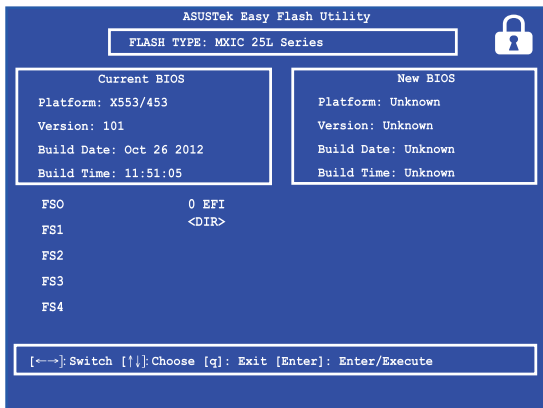 ASUSTek Easy Flash Utility
FLASH TYPE: MXIC 25L Series
Current BIOS
Platform: X553/453
Version: 101
Build Date: Oct 26 2012
Build Time: 11:51:05
New BIOS
Platform: Unknown
Version: Unknown
Build Date: Unknown
Build Time: Unknown
FSO 0 EFI
FS1 <DIR>
FS2
FS3
FS4
[←→]: Switch [↑↓]: Choose [q]: Exit [Enter]: Enter/Execute